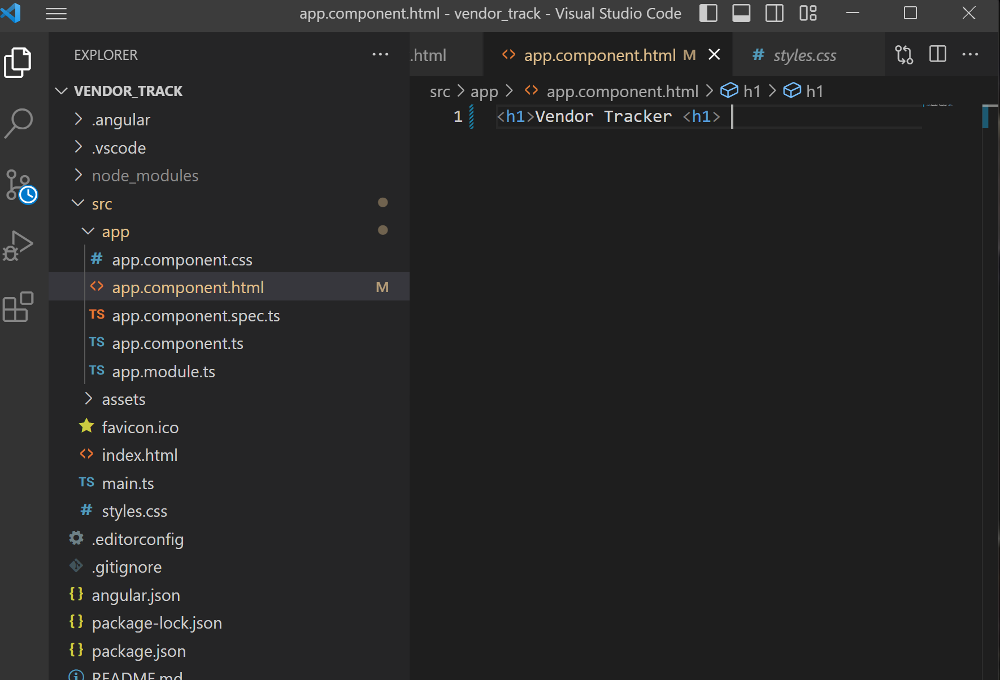 app.component.html - vendor_track - Visual Studio Code
EXPLORER
.html
app.component.html M
styles.css
VENDOR_TRACK
src > app > app.component.html > h1 > h1
1 <h1>Vendor Tracker <h1>
.angular
.vscode
node_modules
src
app
# app.component.css
<> app.component.html M
TS app.component.spec.ts
TS app.component.ts
TS app.module.ts
assets
favicon.ico
<> index.html
TS main.ts
# styles.css
.editorconfig
.gitignore
{} angular.json
{} package-lock.json
{} package.json
README.md